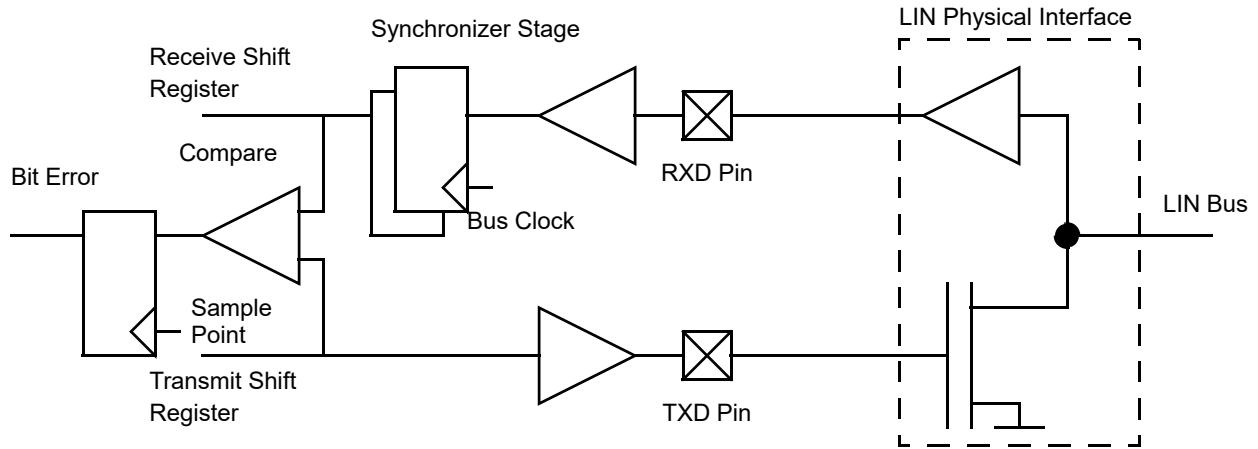 LIN Physical Interface
Synchronizer Stage
Receive Shift
Register
Compare
RXD Pin
Bit Error
LIN Bus
Bus Clock
Sample
Point
Transmit Shift
Register
TXD Pin